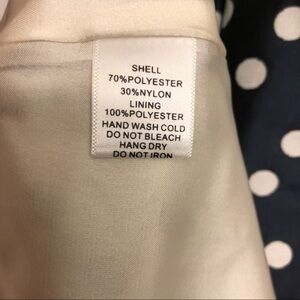 SHELL
70%POLYESTER
30%NYLON
LINING
100%POLYESTER
HAND WASH COLD
DO NOT BLEACH
HANG DRY
DO NOT IRON